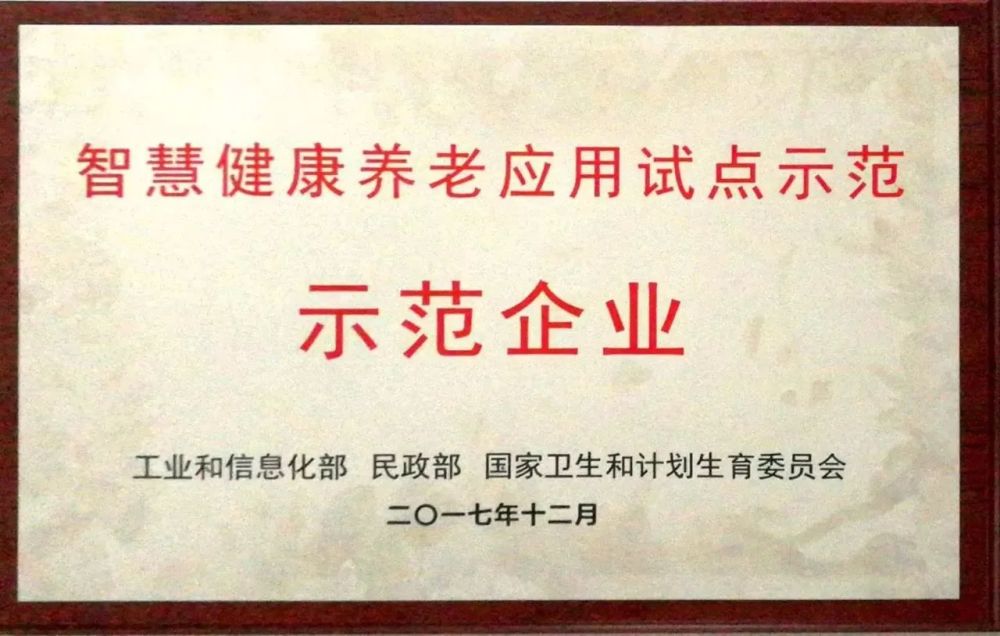 智慧健康养老应用试点示范
示范企业
工业和信息化部 民政部 国家卫生和计划生育委员会
二〇一七年十二月